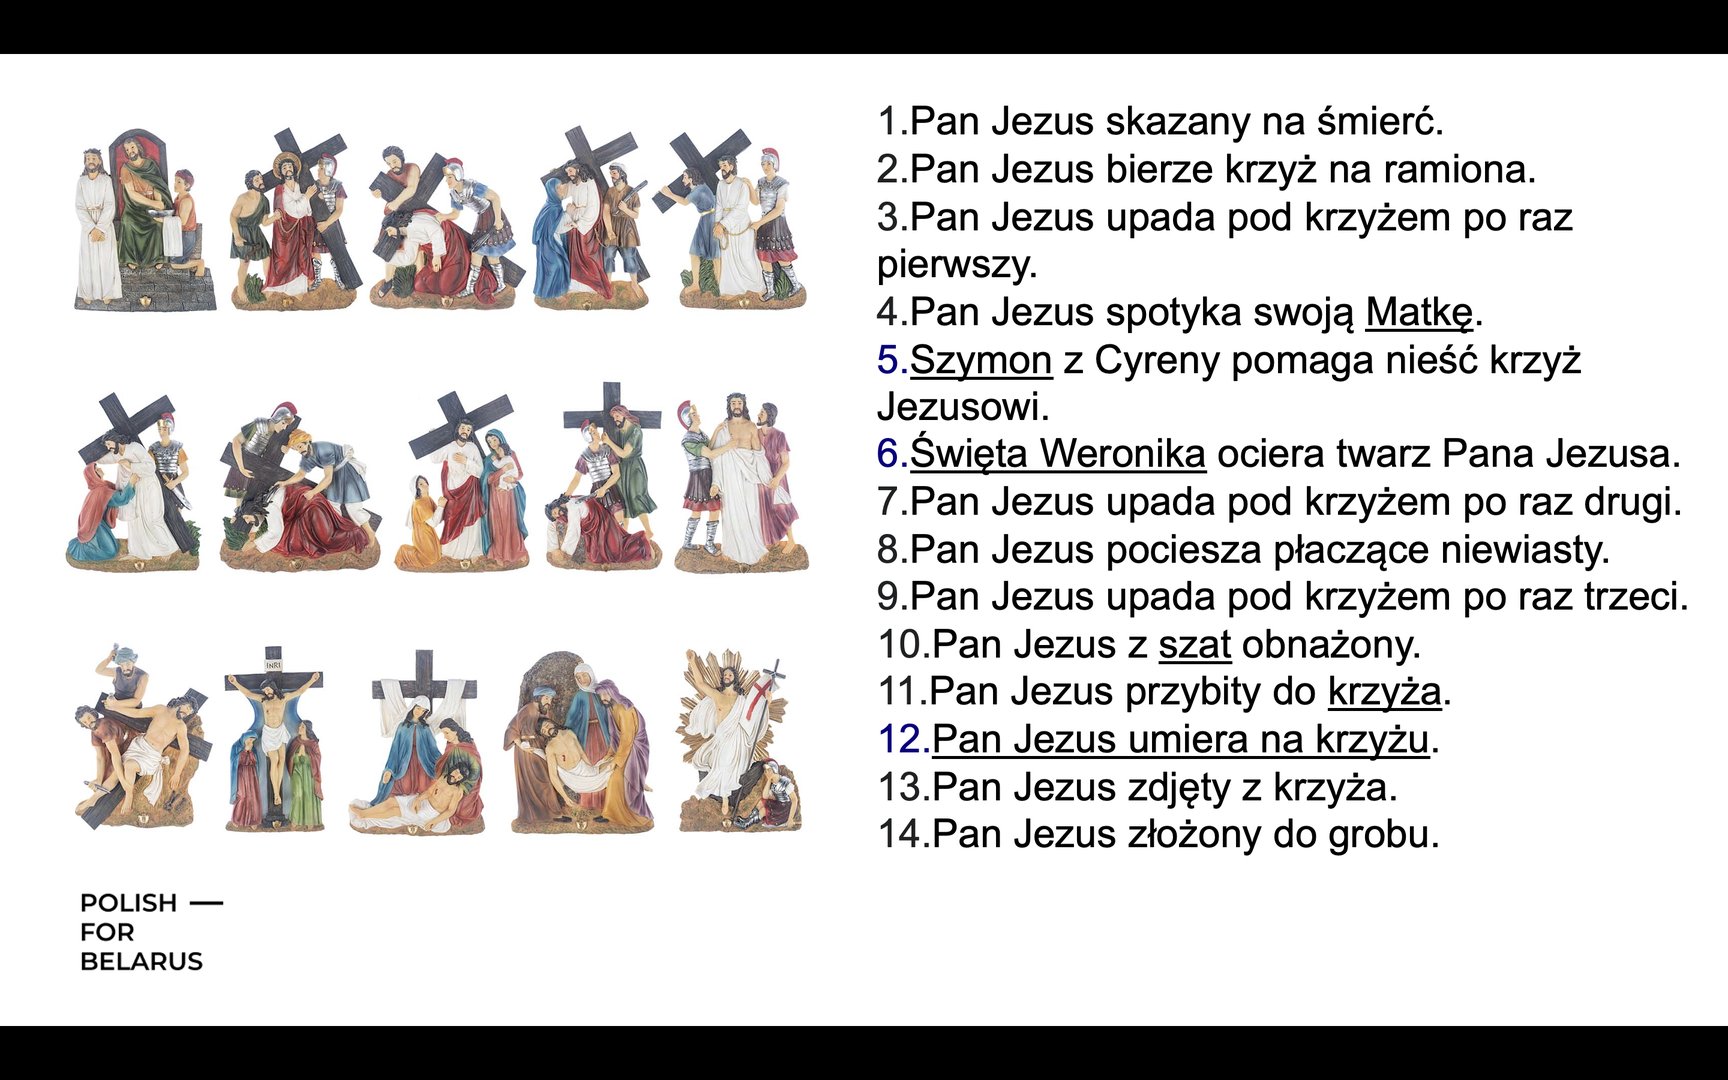 1.Pan Jezus skazany na śmierć.
2.Pan Jezus bierze krzyż na ramiona.
3.Pan Jezus upada pod krzyżem po raz
pierwszy.
4.Pan Jezus spotyka swoją Matkę.
5.Szymon z Cyreny pomaga nieść krzyż
Jezusowi.
6.Święta Weronika ociera twarz Pana Jezusa.
7.Pan Jezus upada pod krzyżem po raz drugi.
8.Pan Jezus pociesza płaczące niewiasty.
9.Pan Jezus upada pod krzyżem po raz trzeci.
10.Pan Jezus z szat obnażony.
11.Pan Jezus przybity do krzyża.
12.Pan Jezus umiera na krzyżu.
13.Pan Jezus zdjęty z krzyża.
14.Pan Jezus złożony do grobu.
INRI
POLISH —
FOR
BELARUS